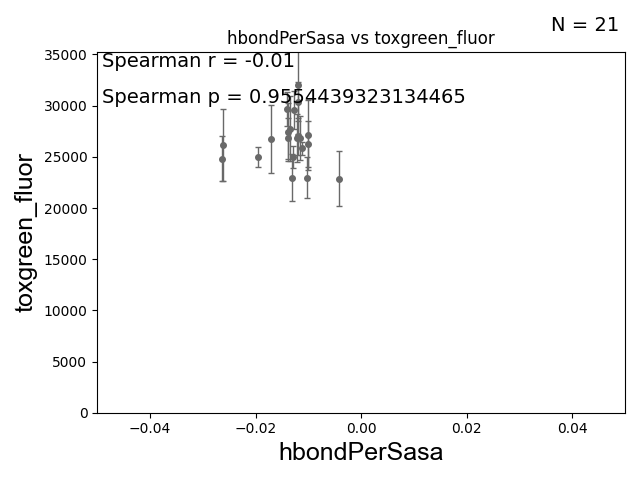 N = 21
hbondPerSasa vs toxgreen_fluor
Spearman r = -0.01
Spearman p = 0.9554439323134465
35000
30000
25000
20000
15000
10000
5000
0
toxgreen_fluor
−0.04 −0.02 0.00 0.02 0.04
hbondPerSasa